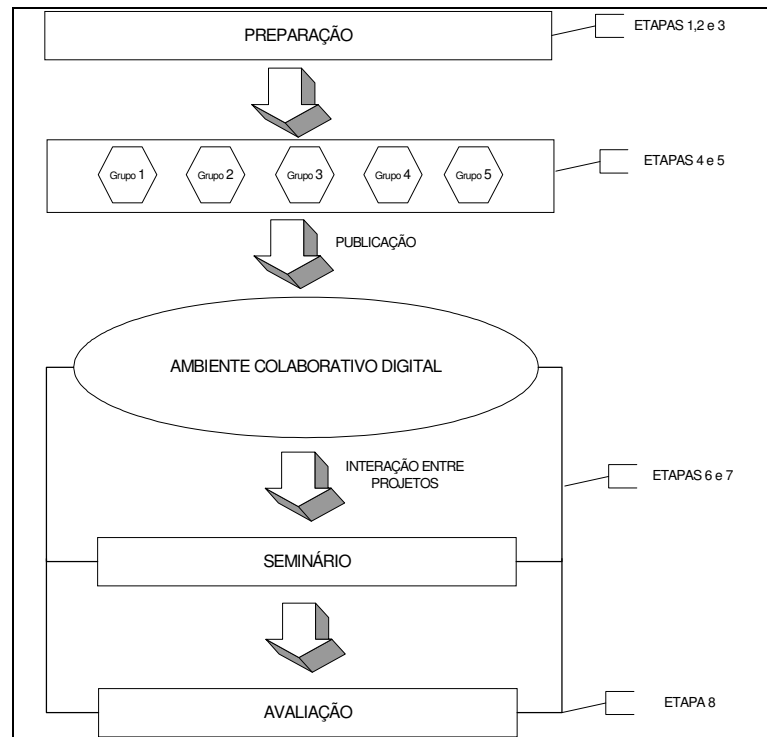 PREPARAÇÃO
ETAPAS 1,2 e 3
Grupo 1
Grupo 2
Grupo 3
Grupo 4
Grupo 5
ETAPAS 4 e 5
PUBLICAÇÃO
AMBIENTE COLABORATIVO DIGITAL
INTERAÇÃO ENTRE
PROJETOS
ETAPAS 6 e 7
SEMINÁRIO
AVALIAÇÃO
ETAPA 8